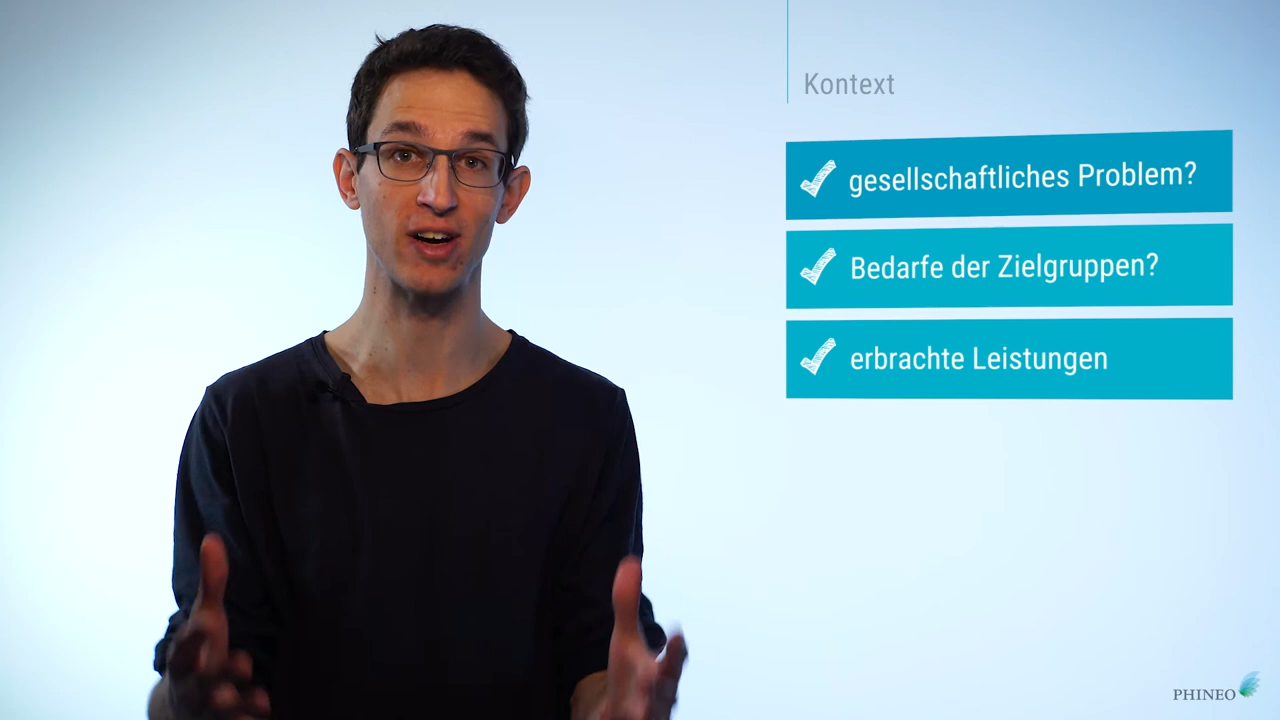 Kontext
gesellschaftliches Problem?
Bedarfe der Zielgruppen?
erbrachte Leistungen
PHINEO